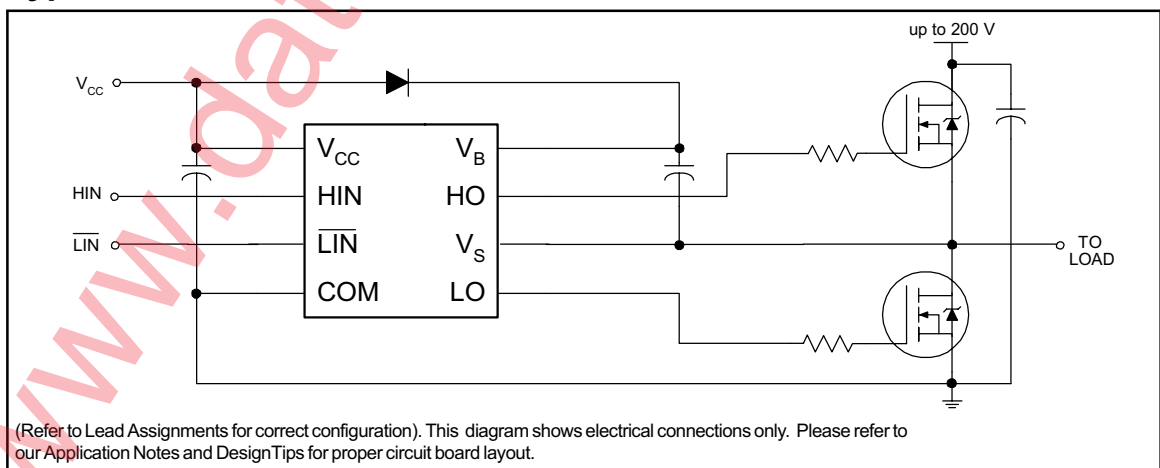 up to 200 V
VCC
VCC VB
HIN HIN HO
LIN LIN VS TO
LOAD
COM LO
(Refer to Lead Assignments for correct configuration). This diagram shows electrical connections only. Please refer to
our Application Notes and DesignTips for proper circuit board layout.
www.dat